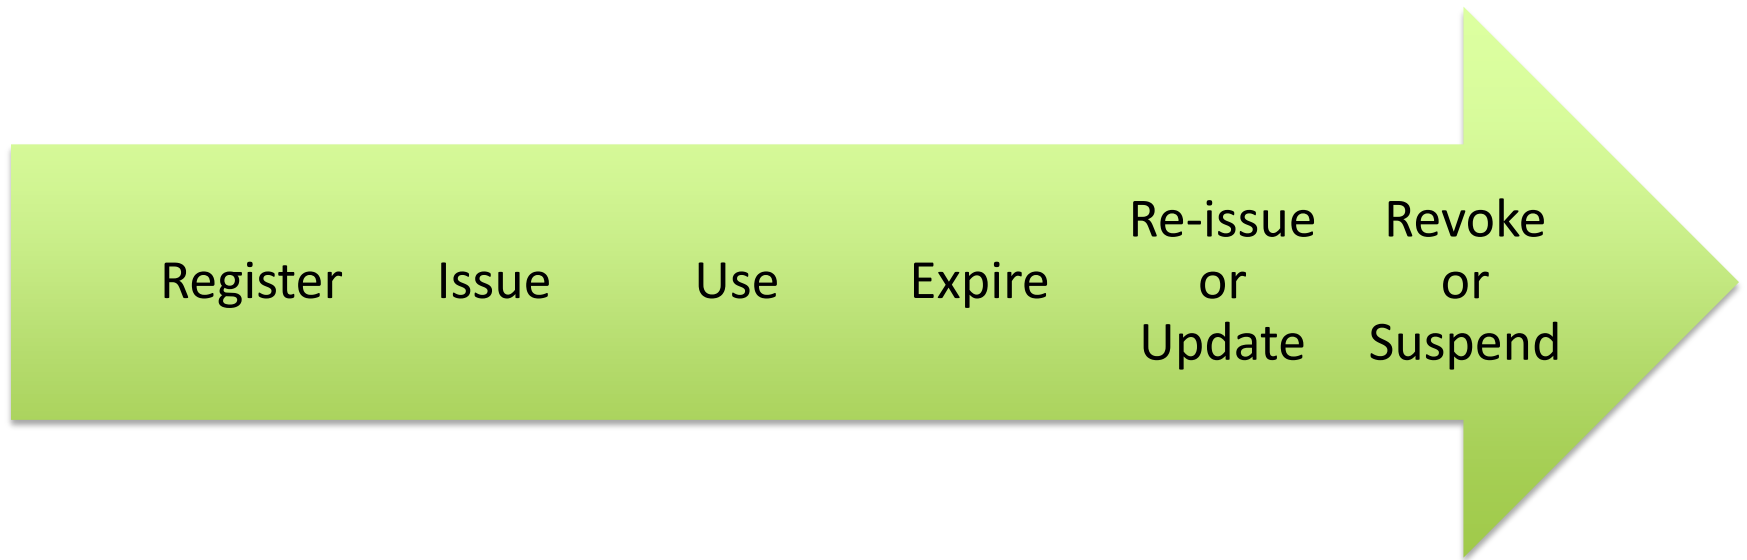 Register
Issue
Use
Expire
Re-issue
or
Update
Revoke
or
Suspend